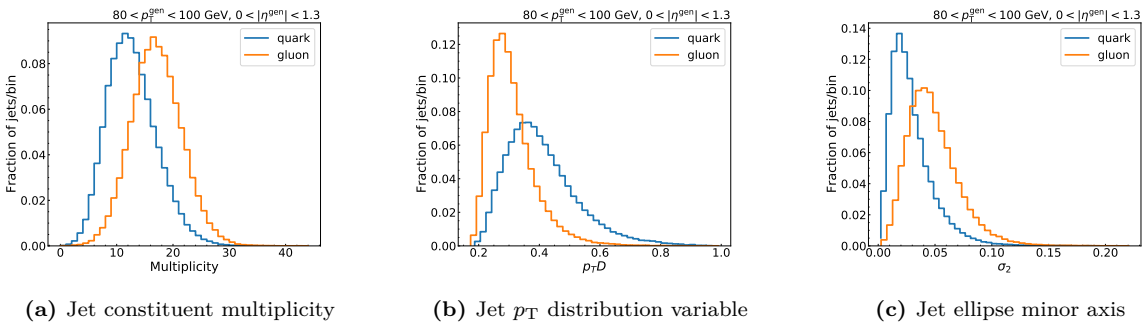 80 < p_T^gen < 100 GeV, 0 < |η^gen| < 1.3
quark
gluon
Fraction of jets/bin
0.08
0.06
0.04
0.02
0.00
0 10 20 30 40
Multiplicity
(a) Jet constituent multiplicity
80 < p_T^gen < 100 GeV, 0 < |η^gen| < 1.3
quark
gluon
Fraction of jets/bin
0.12
0.10
0.08
0.06
0.04
0.02
0.00
0.2 0.4 0.6 0.8 1.0
p_TD
(b) Jet p_T distribution variable
80 < p_T^gen < 100 GeV, 0 < |η^gen| < 1.3
quark
gluon
Fraction of jets/bin
0.14
0.12
0.10
0.08
0.06
0.04
0.02
0.00
0.00 0.05 0.10 0.15 0.20
σ_2
(c) Jet ellipse minor axis